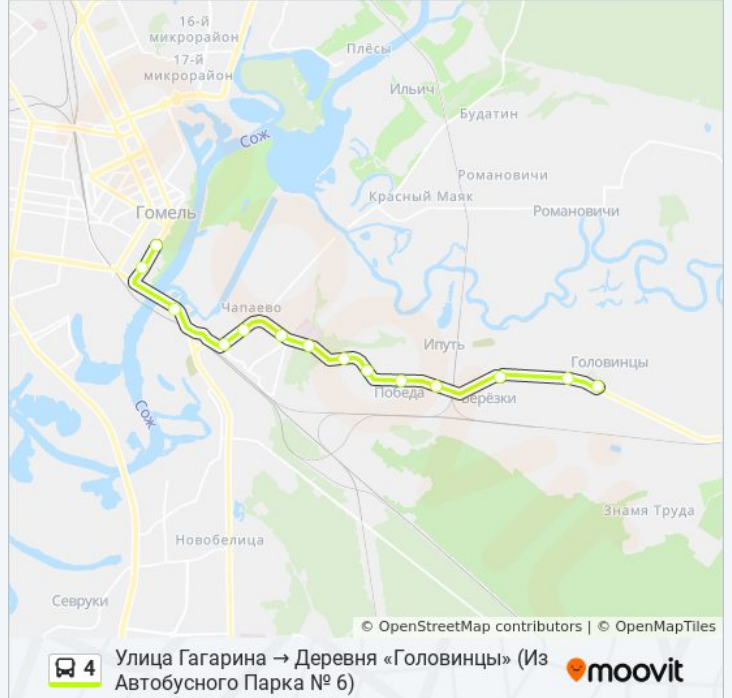 16-й
микрорайон
17-й
микрорайон
Плёсы
Ильич
Будатин
Сож
Романовичи
Красный Маяк
Романовичи
Гомель
Чапаево
Ипуть
Головинцы
Победа
Берёзки
Сож
Знамя Труда
Новобелица
Севруки
© OpenStreetMap contributors | © OpenMapTiles
4
Улица Гагарина → Деревня «Головинцы» (Из
Автобусного Парка № 6)
moovit